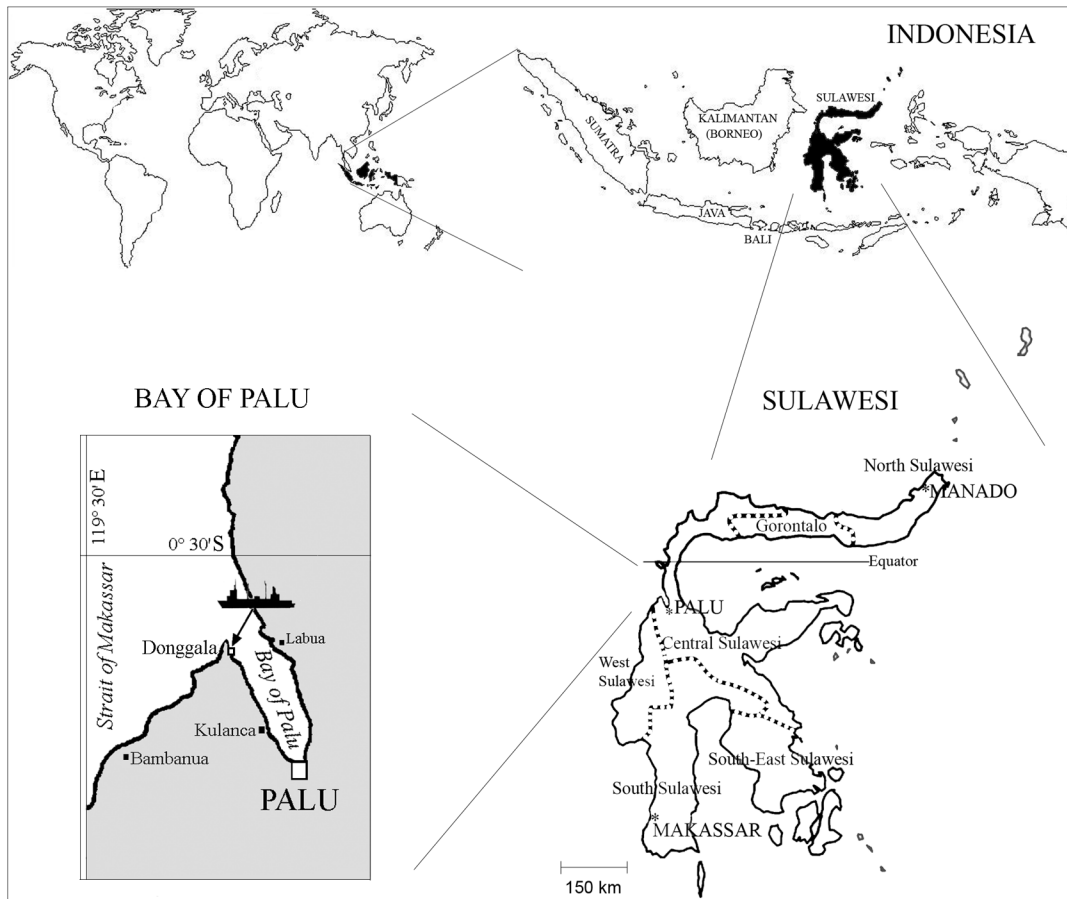 INDONESIA
SULAWESI
KALIMANTAN
(BORNEO)
SUMATRA
JAVA
BALI
BAY OF PALU
119° 30' E
0° 30' S
Strait of Makassar
Donggala
Labua
Bay of Palu
Kulanca
Bambanua
PALU
SULAWESI
North Sulawesi
*MANADO
Gorontalo
Equator
*PALU
Central Sulawesi
West
Sulawesi
South-East Sulawesi
South Sulawesi
*
MAKASSAR
150 km